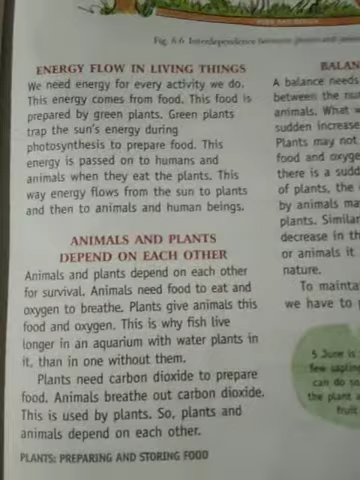 Fig. 6.6 Interdependence between
ENERGY FLOW IN LIVING THINGS
We need energy for every activity we do.
This energy comes from food. This food is
prepared by green plants. Green plants
trap the sun's energy during
photosynthesis to prepare food. This
energy is passed on to humans and
animals when they eat the plants. This
way energy flows from the sun to plants
and then to animals and human beings.
ANIMALS AND PLANTS
DEPEND ON EACH OTHER
Animals and plants depend on each other
for survival. Animals need food to eat and
oxygen to breathe. Plants give animals this
food and oxygen. This is why fish live
longer in an aquarium with water plants in
it, than in one without them.
Plants need carbon dioxide to prepare
food. Animals breathe out carbon dioxide.
This is used by plants. So, plants and
animals depend on each other.
PLANTS: PREPARING AND STORING FOOD
BALAN
A balance needs
between the nu
animals. What
sudden increase
Plants may not
food and oxyge
there is a sudd
of plants, the
by animals ma
plants. Similar
decrease in th
or animals it
nature.
To maintai
we have to
5 June is
few sapling
can do so
the plant a
fruit